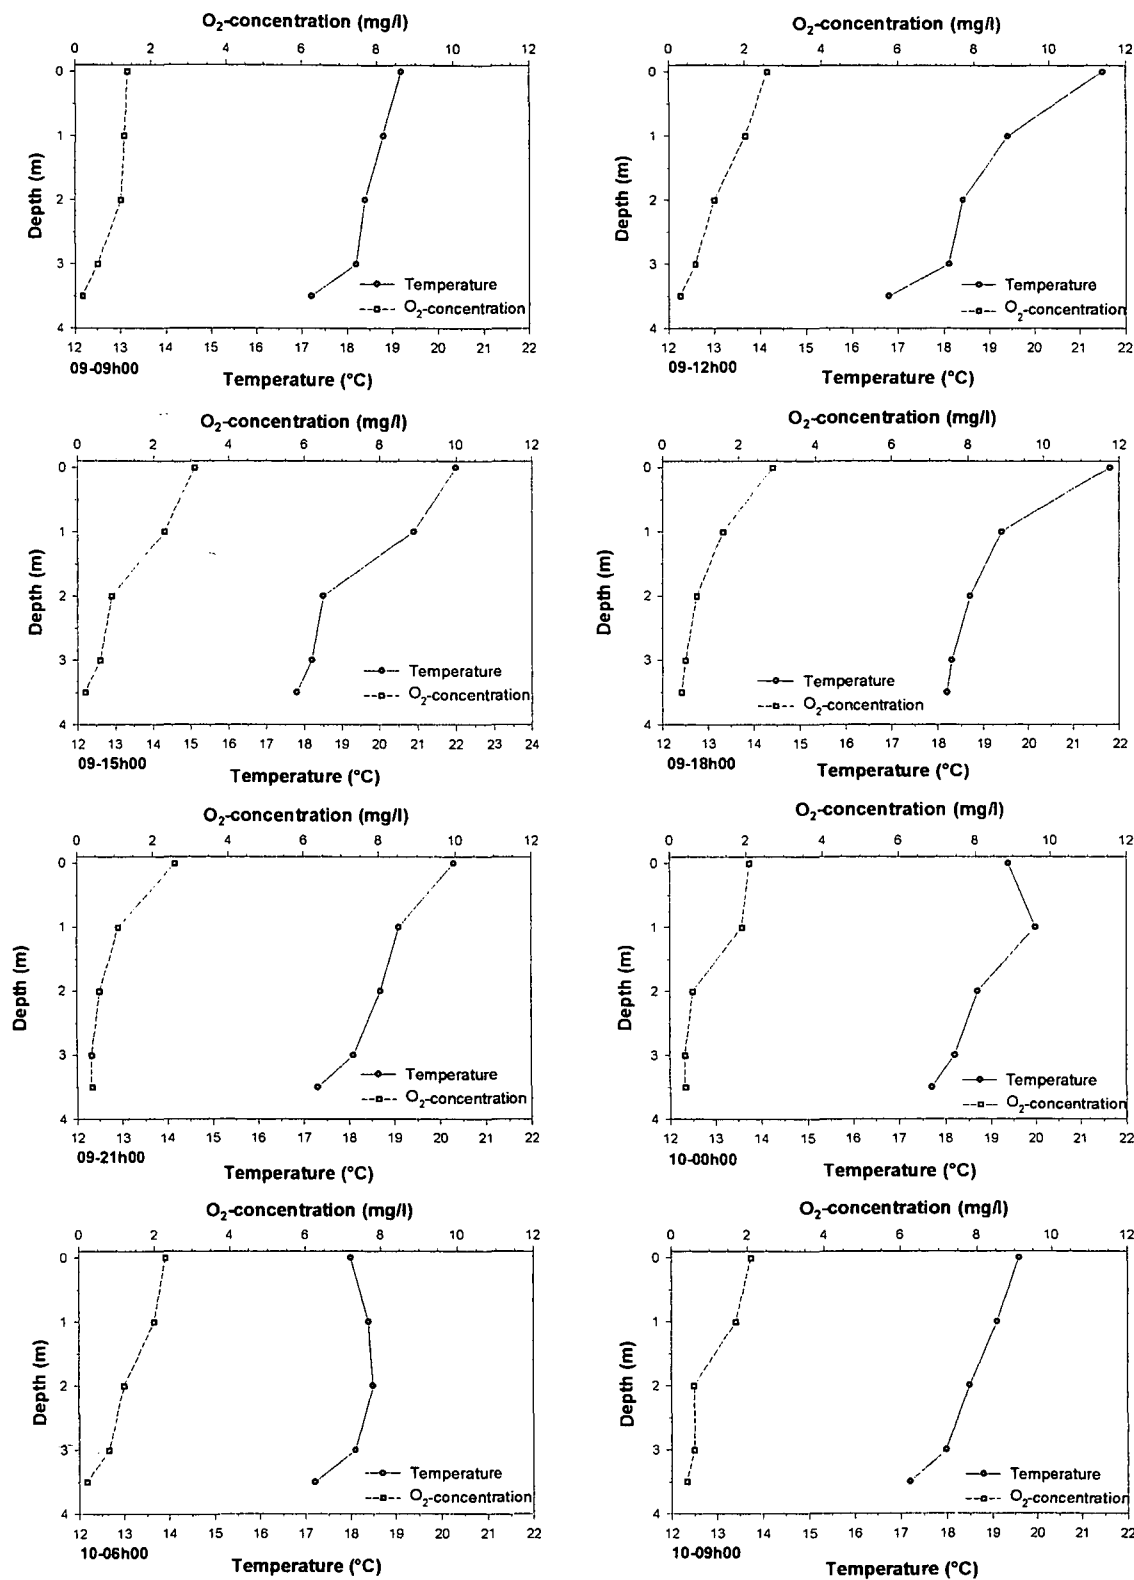 O₂-concentration (mg/l)
0 2 4 6 8 10 12
Depth (m)
0
1
2
3
4
Temperature
O₂-concentration
12 13 14 15 16 17 18 19 20 21 22
09-09h00
Temperature (°C)
O₂-concentration (mg/l)
0 2 4 6 8 10 12
Depth (m)
0
1
2
3
4
Temperature
O₂-concentration
12 13 14 15 16 17 18 19 20 21 22
09-12h00
Temperature (°C)
O₂-concentration (mg/l)
0 2 4 6 8 10 12
Depth (m)
0
1
2
3
4
Temperature
O₂-concentration
12 13 14 15 16 17 18 19 20 21 22 23 24
09-15h00
Temperature (°C)
O₂-concentration (mg/l)
0 2 4 6 8 10 12
Depth (m)
0
1
2
3
4
Temperature
O₂-concentration
12 13 14 15 16 17 18 19 20 21 22
09-18h00
Temperature (°C)
O₂-concentration (mg/l)
0 2 4 6 8 10 12
Depth (m)
0
1
2
3
4
Temperature
O₂-concentration
12 13 14 15 16 17 18 19 20 21 22
09-21h00
Temperature (°C)
O₂-concentration (mg/l)
0 2 4 6 8 10 12
Depth (m)
0
1
2
3
4
Temperature
O₂-concentration
12 13 14 15 16 17 18 19 20 21 22
10-00h00
Temperature (°C)
O₂-concentration (mg/l)
0 2 4 6 8 10 12
Depth (m)
0
1
2
3
4
Temperature
O₂-concentration
12 13 14 15 16 17 18 19 20 21 22
10-06h00
Temperature (°C)
O₂-concentration (mg/l)
0 2 4 6 8 10 12
Depth (m)
0
1
2
3
4
Temperature
O₂-concentration
12 13 14 15 16 17 18 19 20 21 22
10-09h00
Temperature (°C)